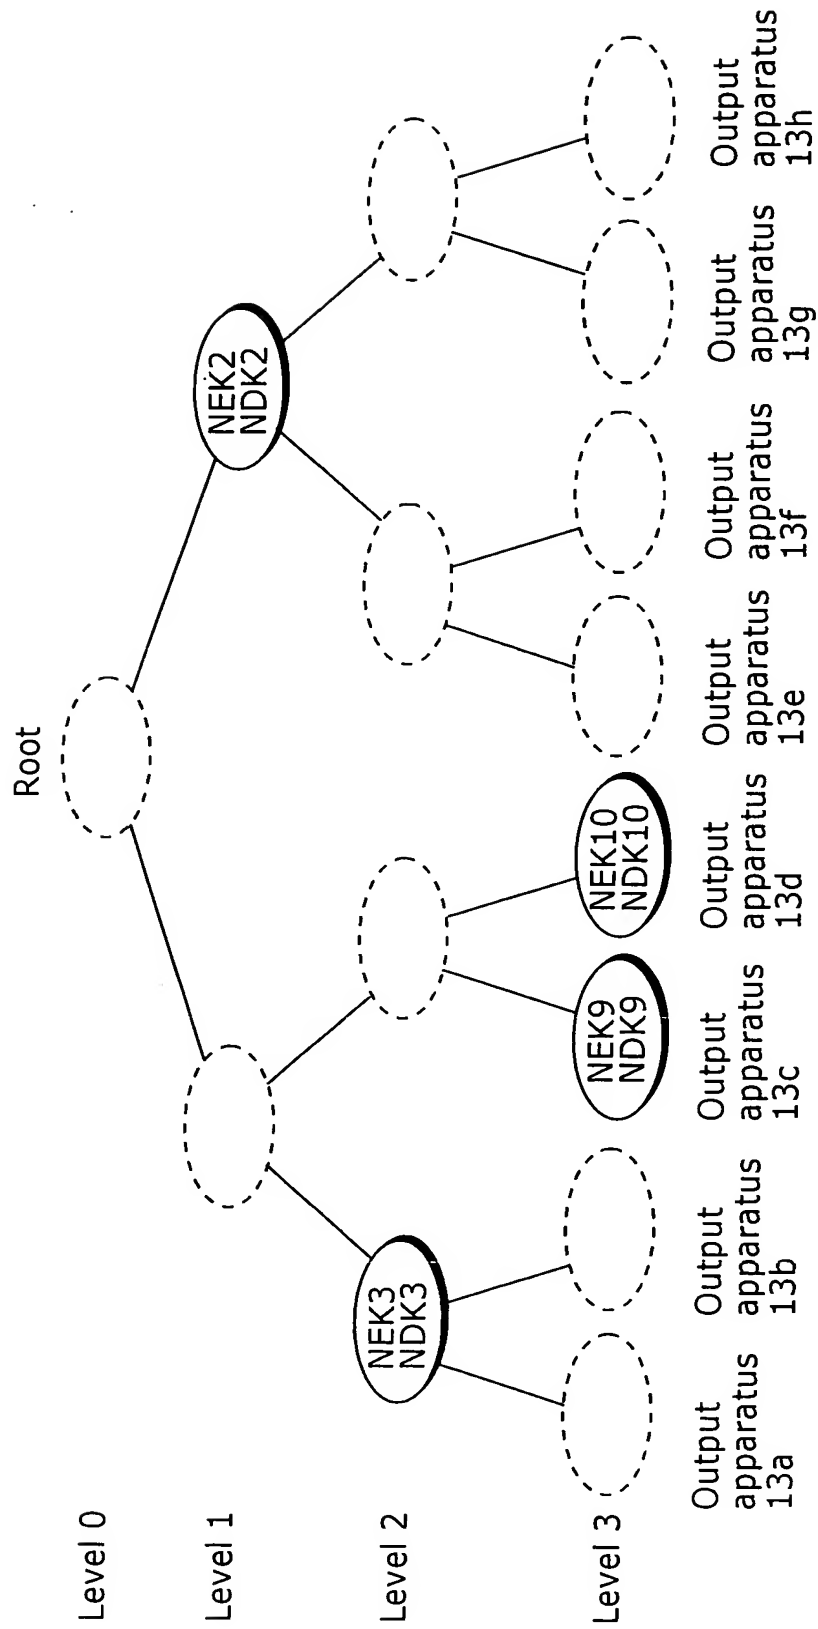 Root
Level 0
Level 1
NEK2
NDK2
Level 2
NEK3
NDK3
Level 3
NEK9
NDK9
NEK10
NDK10
Output
apparatus
13a
Output
apparatus
13b
Output
apparatus
13c
Output
apparatus
13d
Output
apparatus
13e
Output
apparatus
13f
Output
apparatus
13g
Output
apparatus
13h